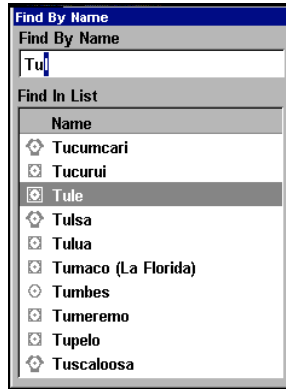 Find By Name
Find By Name
Tul
Find In List
Name
Tucumcari
Tucurui
Tule
Tulsa
Tulua
Tumaco (La Florida)
Tumbes
Tumeremo
Tupelo
Tuscaloosa